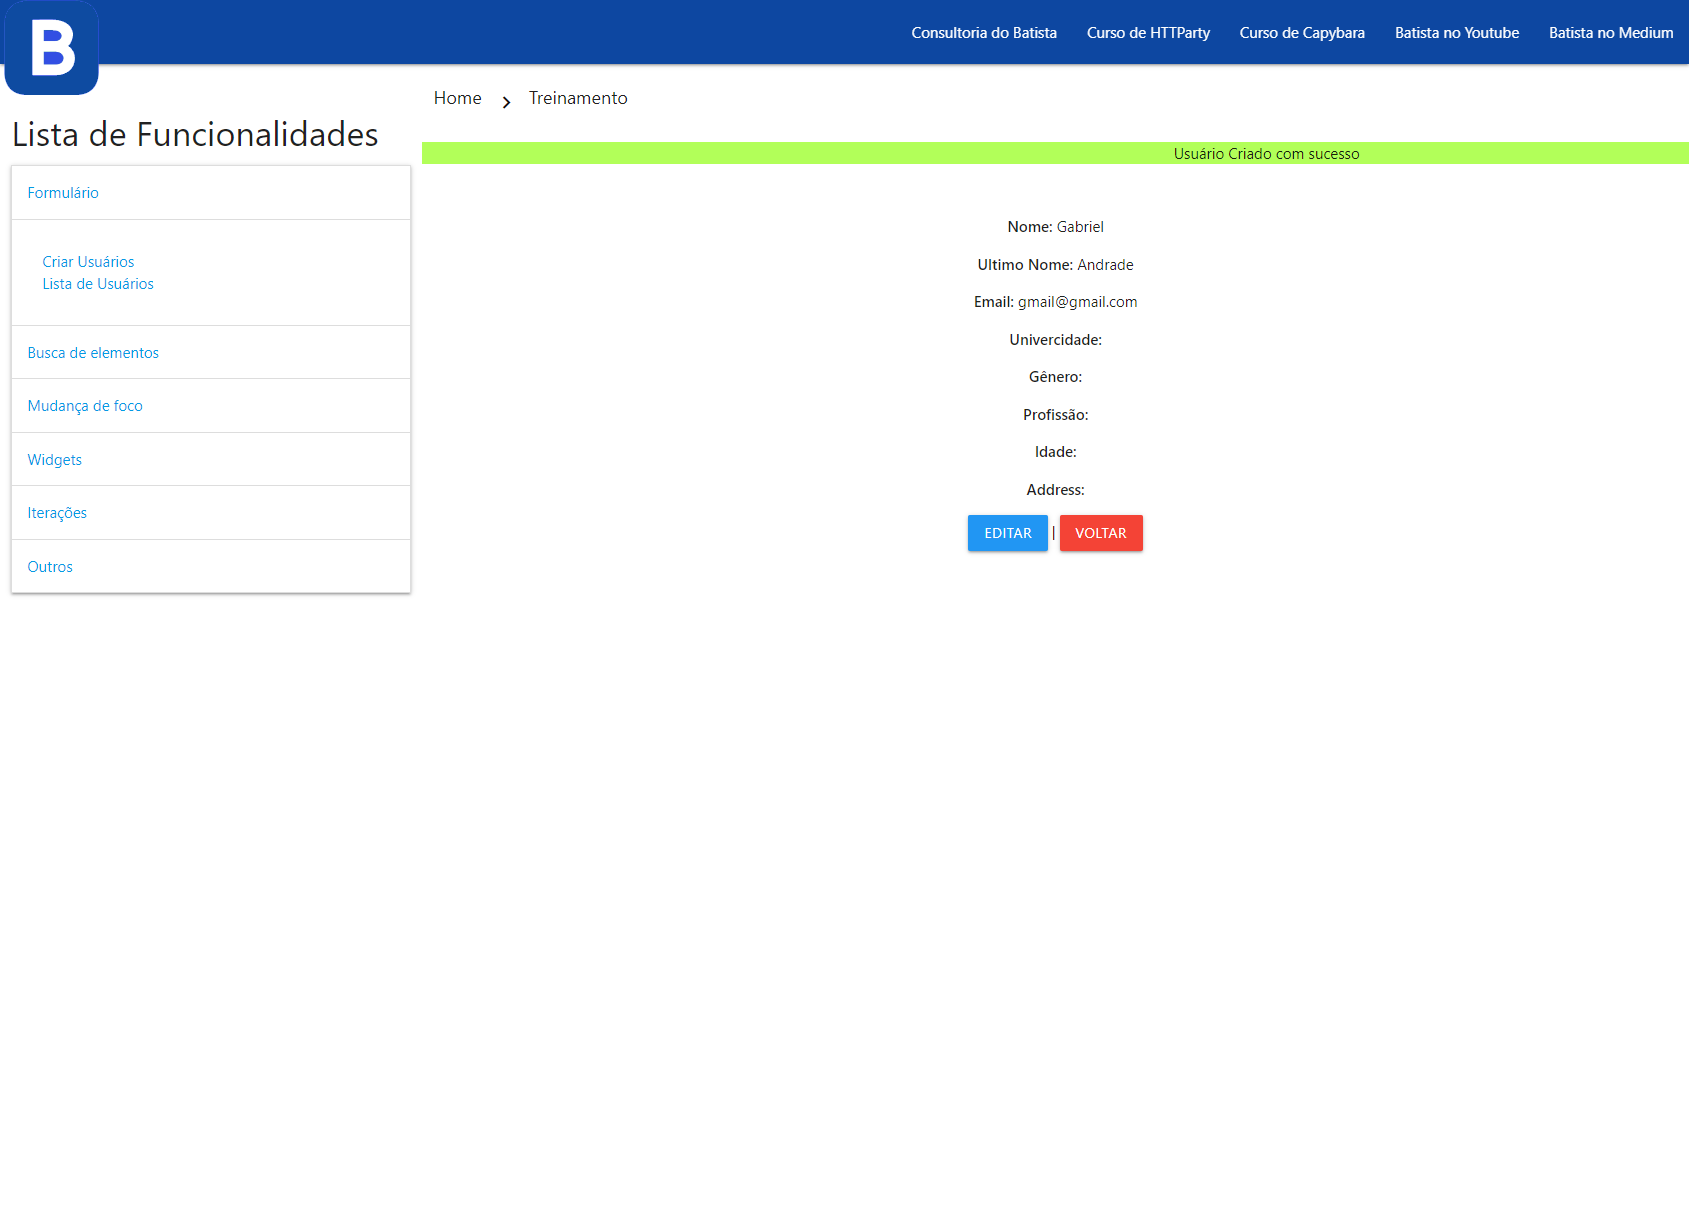 B
Consultoria do Batista Curso de HTTParty Curso de Capybara Batista no Youtube Batista no Medium
Home Treinamento
Lista de Funcionalidades
Formulário
Criar Usuários
Lista de Usuários
Busca de elementos
Mudança de foco
Widgets
Iterações
Outros
Usuário Criado com sucesso
Nome: Gabriel
Ultimo Nome: Andrade
Email: gmail@gmail.com
Univercidade:
Gênero:
Profissão:
Idade:
Address:
EDITAR | VOLTAR